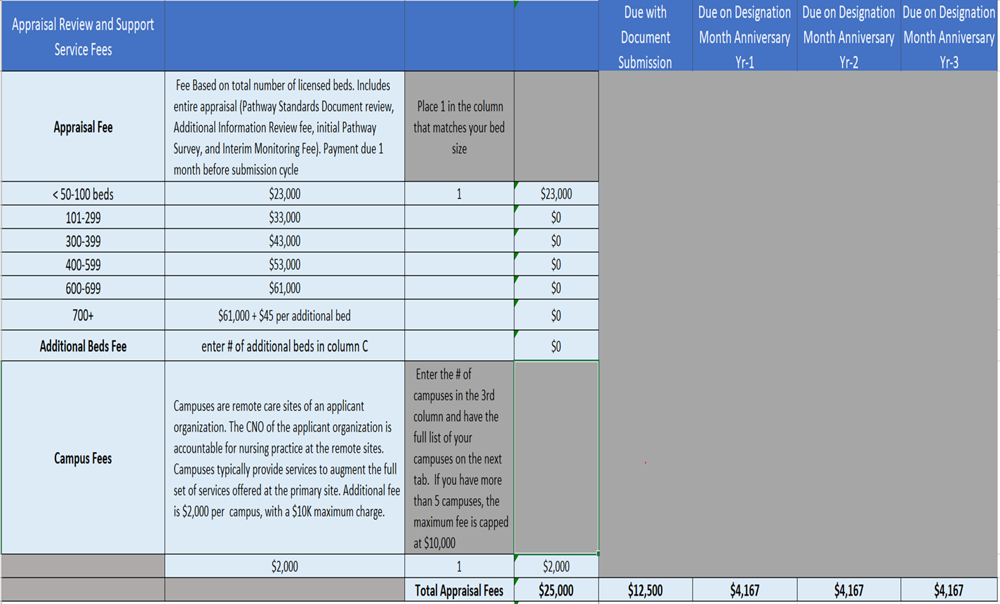 Appraisal Review and Support
Service Fees
Due with
Document
Submission
Due on Designation
Month Anniversary
Yr-1
Due on Designation
Month Anniversary
Yr-2
Due on Designation
Month Anniversary
Yr-3
Appraisal Fee
Fee Based on total number of licensed beds. Includes
entire appraisal (Pathway Standards Document review,
Additional Information Review fee, initial Pathway
Survey, and Interim Monitoring Fee). Payment due 1
month before submission cycle
Place 1 in the column
that matches your bed
size
< 50-100 beds $23,000 1 $23,000
101-299 $33,000 $0
300-399 $43,000 $0
400-599 $53,000 $0
600-699 $61,000 $0
700+ $61,000 + $45 per additional bed $0
Additional Beds Fee enter # of additional beds in column C $0
Campus Fees
Campuses are remote care sites of an applicant
organization. The CNO of the applicant organization is
accountable for nursing practice at the remote sites.
Campuses typically provide services to augment the full
set of services offered at the primary site. Additional fee
is $2,000 per campus, with a $10K maximum charge.
Enter the # of
campuses in the 3rd
column and have the
full list of your
campuses on the next
tab. If you have more
than 5 campuses, the
maximum fee is capped
at $10,000
$2,000 1 $2,000
Total Appraisal Fees $25,000 $12,500 $4,167 $4,167 $4,167